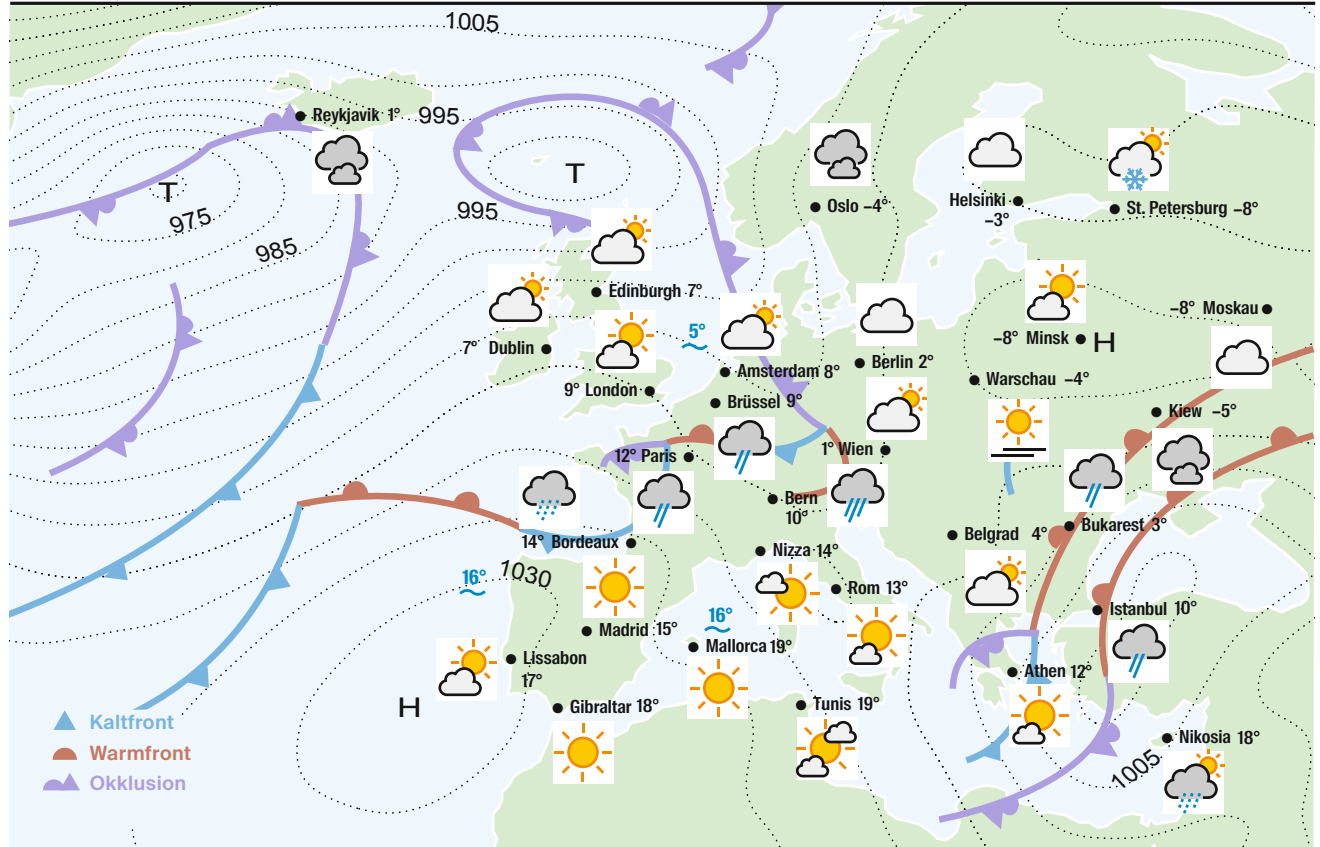 1005
Reykjavik 1°
995
T
T
975
985
995
Oslo –4°
Helsinki
–3°
St. Petersburg –8°
Edinburgh 7°
7° Dublin
5°
9° London
Amsterdam 8°
Brüssel 9°
Berlin 2°
–8° Moskau
–8° Minsk
H
Warschau –4°
Kiew –5°
12° Paris
1° Wien
Bern
10°
14° Bordeaux
Nizza 14°
Belgrad 4°
Bukarest 3°
1030
16°
Rom 13°
Istanbul 10°
16°
Madrid 15°
Mallorca 19°
Lissabon
17°
Athen 12°
H
Gibraltar 18°
Tunis 19°
Nikosia 18°
1005
Kaltfront
Warmfront
Okklusion